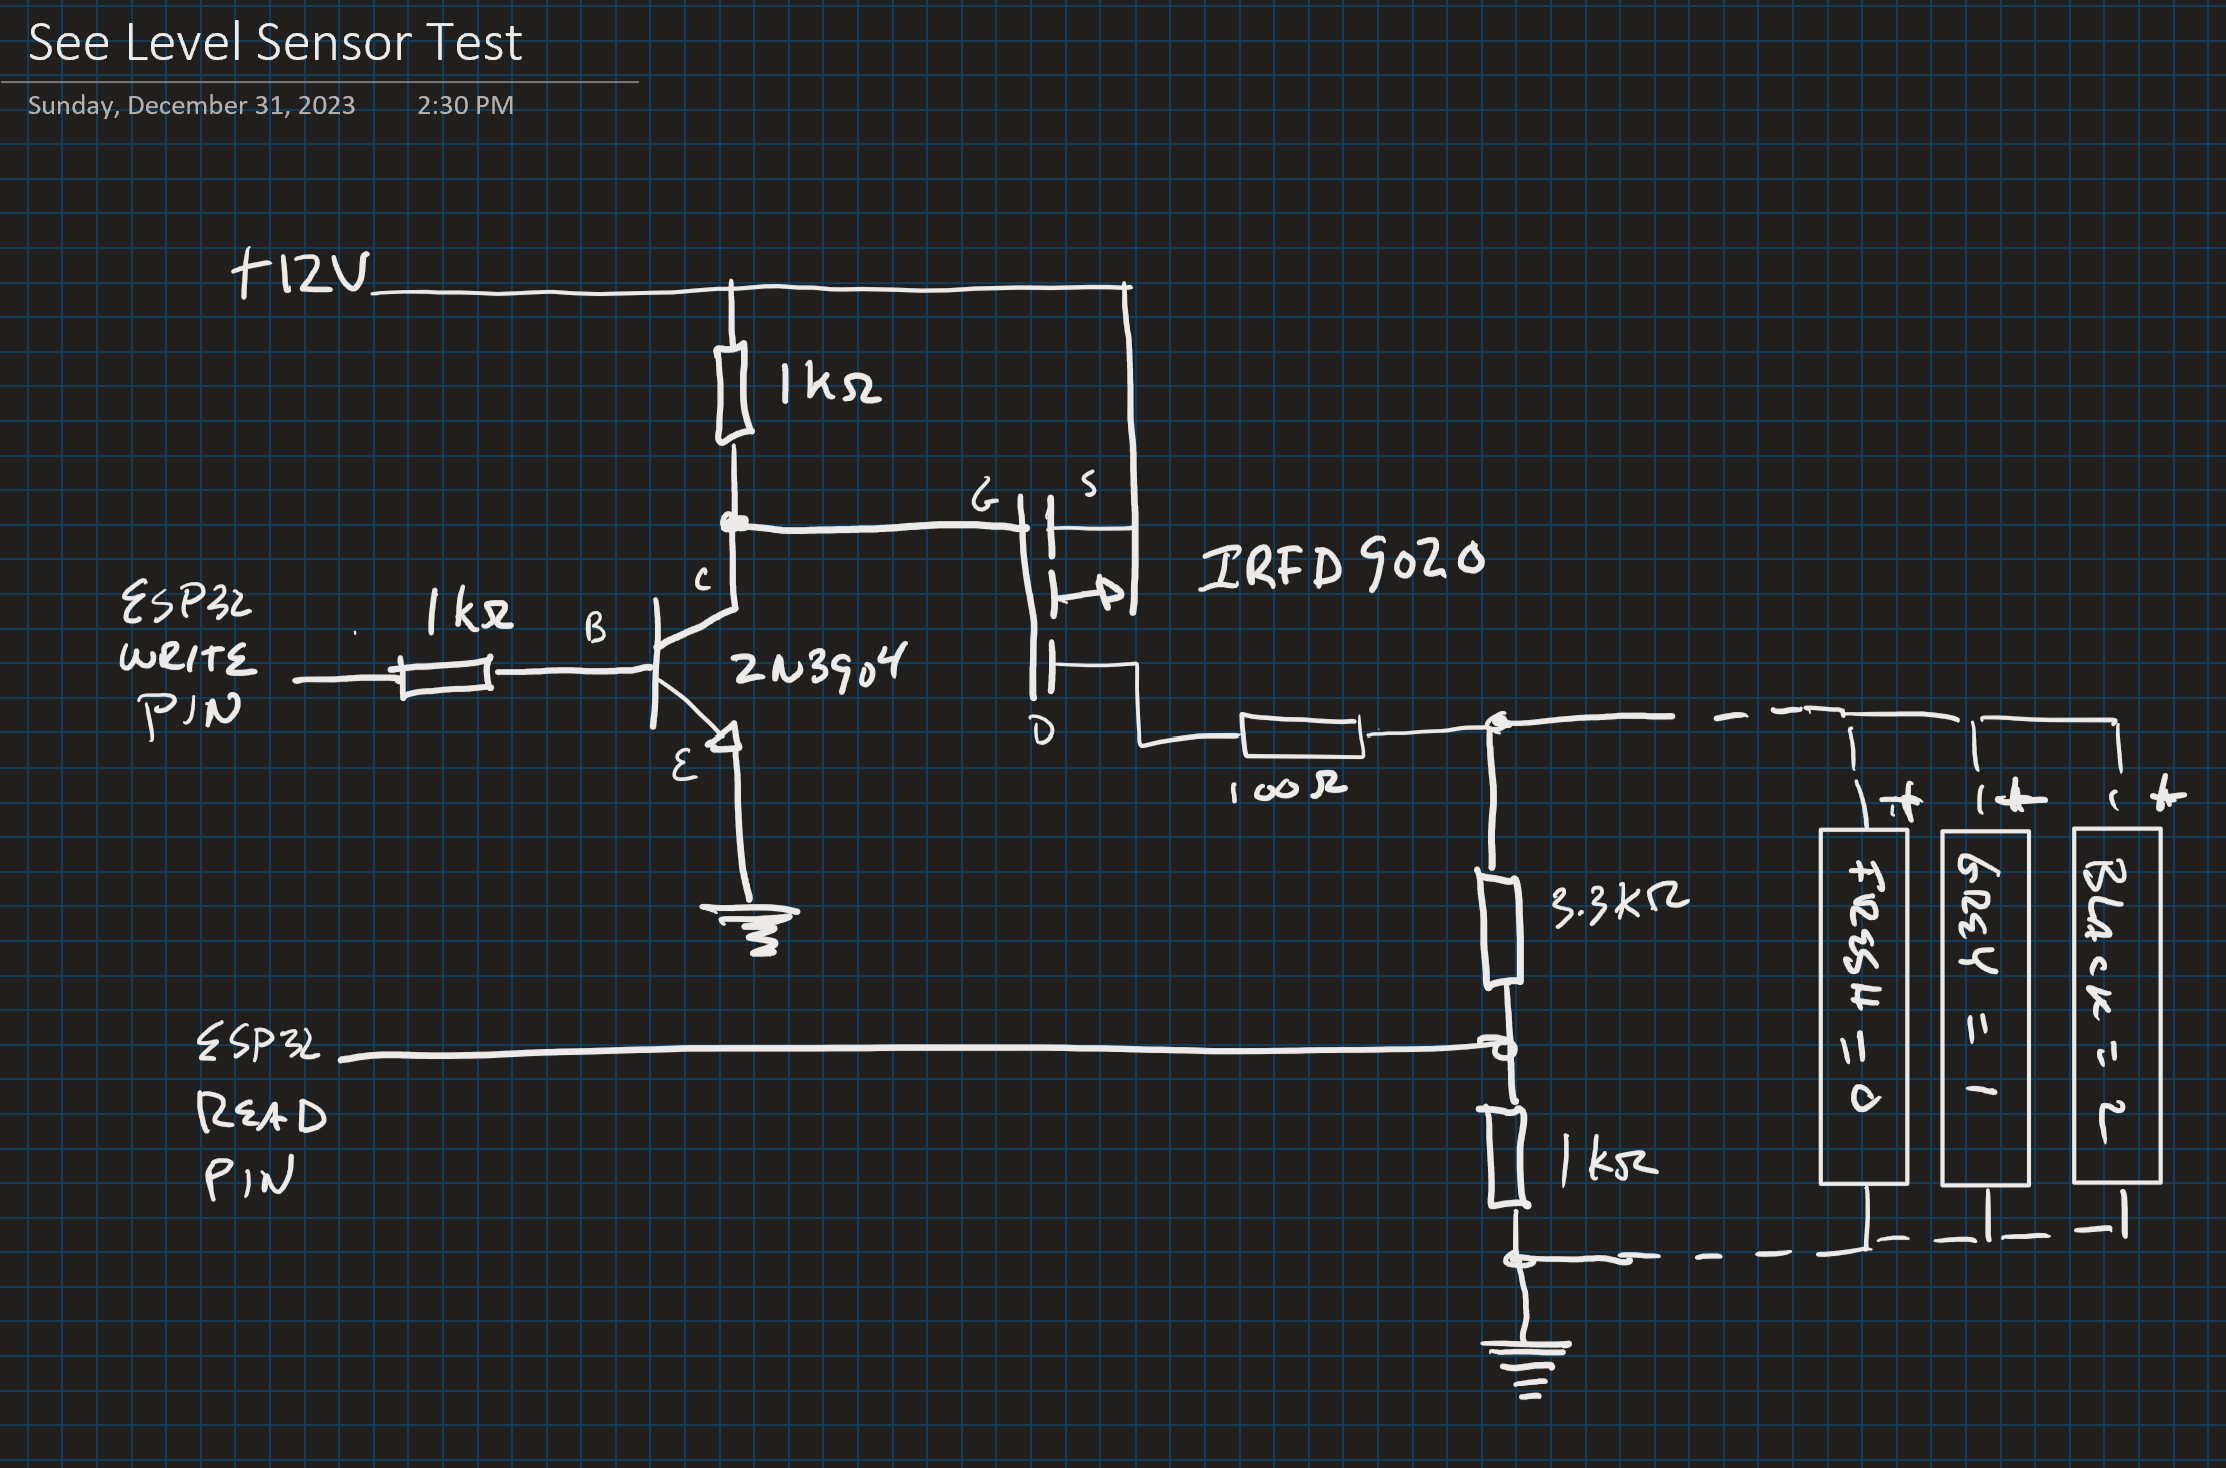 See Level Sensor Test
Sunday, December 31, 2023 2:30 PM
+12V
1kΩ
G
S
IRFD 9020
C
ESP32
WRITE
PIN
1kΩ
B
2N3904
E
D
100Ω
+
+
+
3.3kΩ
FRESH=0
GREY=1
BLACK=2
ESP32
READ
PIN
1kΩ